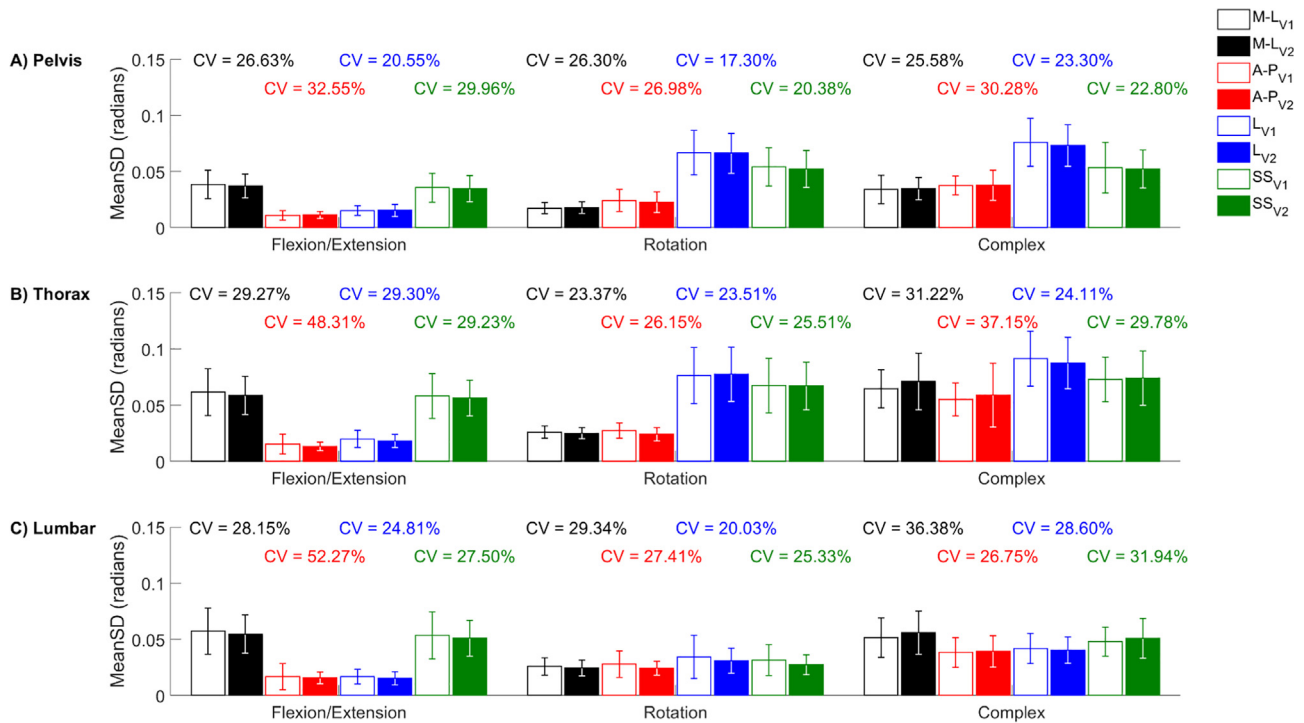 M-LV1
M-LV2
A-PV1
A-PV2
LV1
LV2
SSV1
SSV2
A) Pelvis
MeanSD (radians)
0.15
0.1
0.05
0
CV = 26.63% CV = 20.55% CV = 26.30% CV = 17.30% CV = 25.58% CV = 23.30%
CV = 32.55% CV = 29.96% CV = 26.98% CV = 20.38% CV = 30.28% CV = 22.80%
Flexion/Extension Rotation Complex
B) Thorax
MeanSD (radians)
0.15
0.1
0.05
0
CV = 29.27% CV = 29.30% CV = 23.37% CV = 23.51% CV = 31.22% CV = 24.11%
CV = 48.31% CV = 29.23% CV = 26.15% CV = 25.51% CV = 37.15% CV = 29.78%
Flexion/Extension Rotation Complex
C) Lumbar
MeanSD (radians)
0.15
0.1
0.05
0
CV = 28.15% CV = 24.81% CV = 29.34% CV = 20.03% CV = 36.38% CV = 28.60%
CV = 52.27% CV = 27.50% CV = 27.41% CV = 25.33% CV = 26.75% CV = 31.94%
Flexion/Extension Rotation Complex